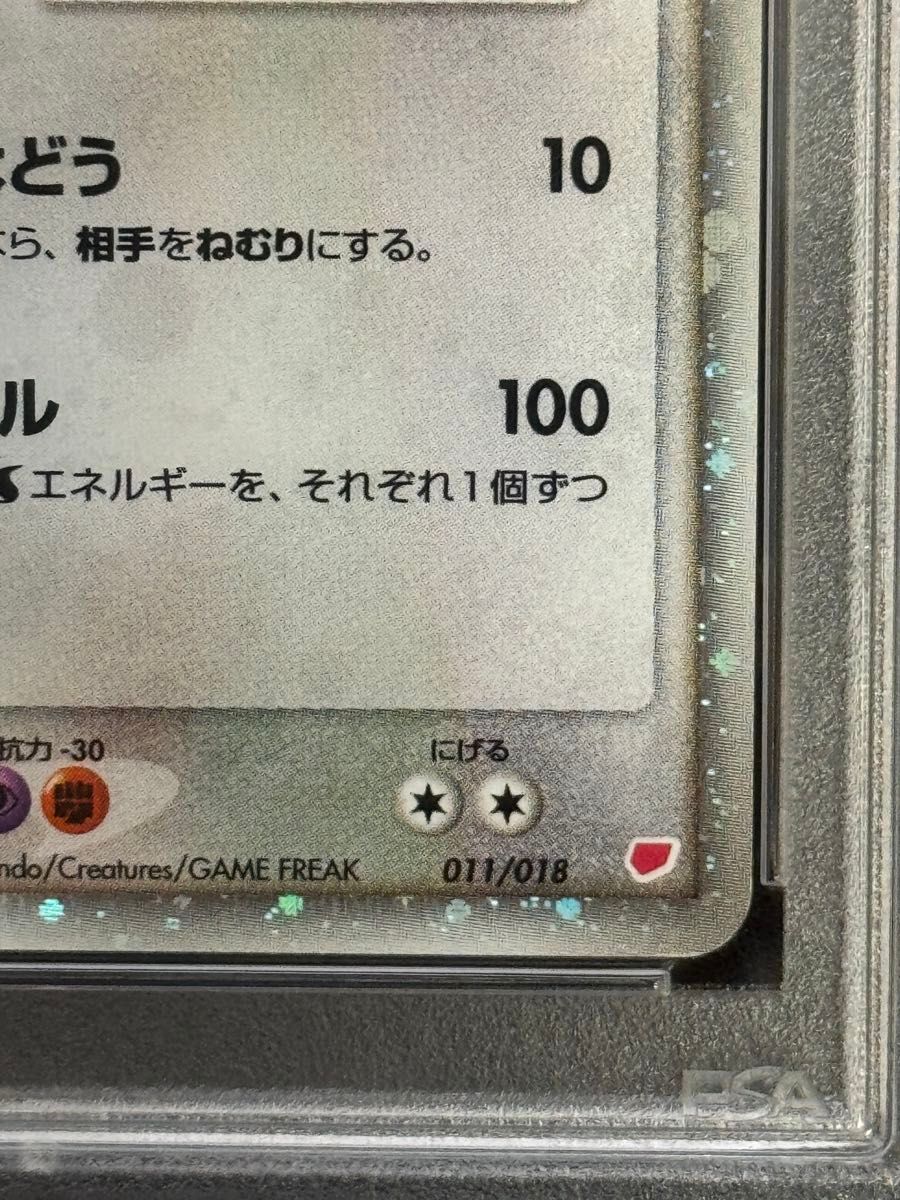 どう 10
ら、相手をねむりにする。
ル 100
エネルギーを、それぞれ1個ずつ
抗力 -30 にげる
ndo/Creatures/GAME FREAK 011/018
PSA